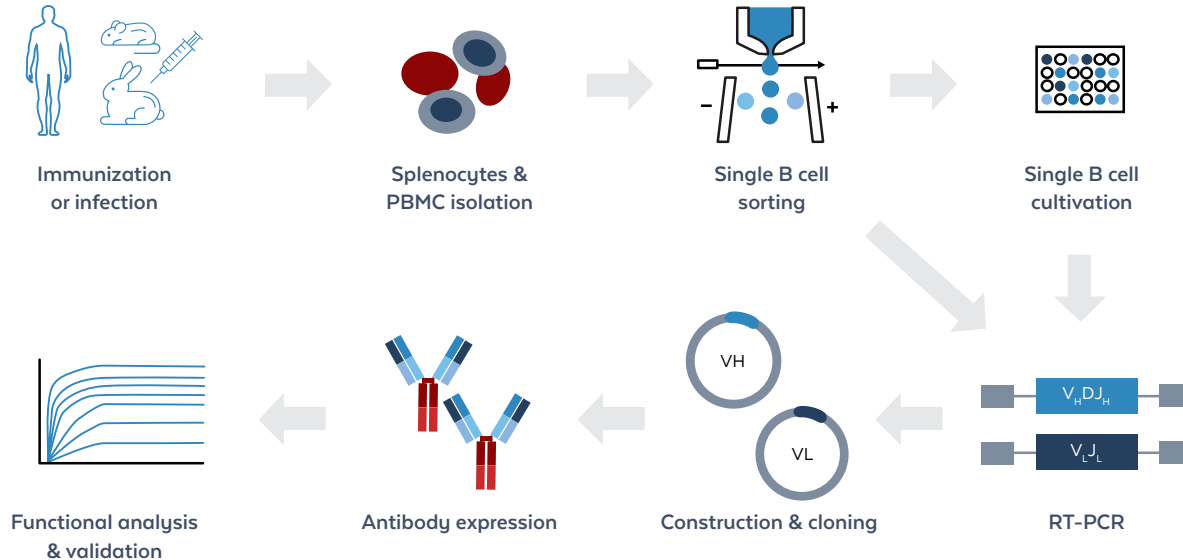 Immunization
or infection
Splenocytes &
PBMC isolation
Single B cell
sorting
Single B cell
cultivation
− +
VH
VL
VHDJH
VLJL
Functional analysis
& validation
Antibody expression
Construction & cloning
RT-PCR